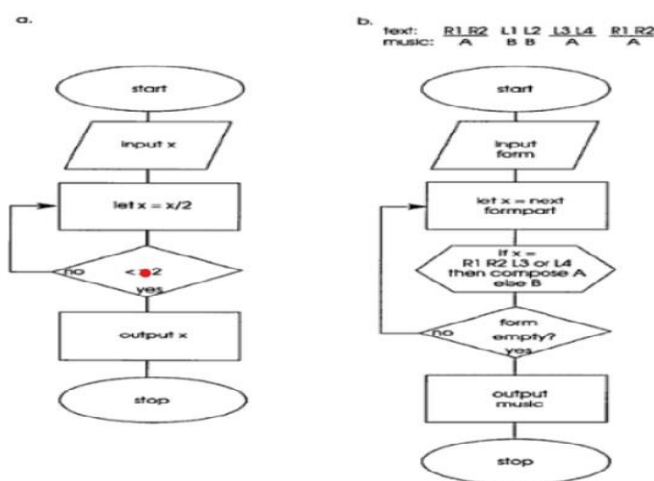 a.
start
input x
let x = x/2
no
< 2
yes
output x
stop
b.
text: R1 R2 L1 L2 L3 L4 R1 R2
music: A B B A A
start
input
form
let x = next
formpart
if x =
R1 R2 L3 or L4
then compose A
else B
form
no
empty?
yes
output
music
stop